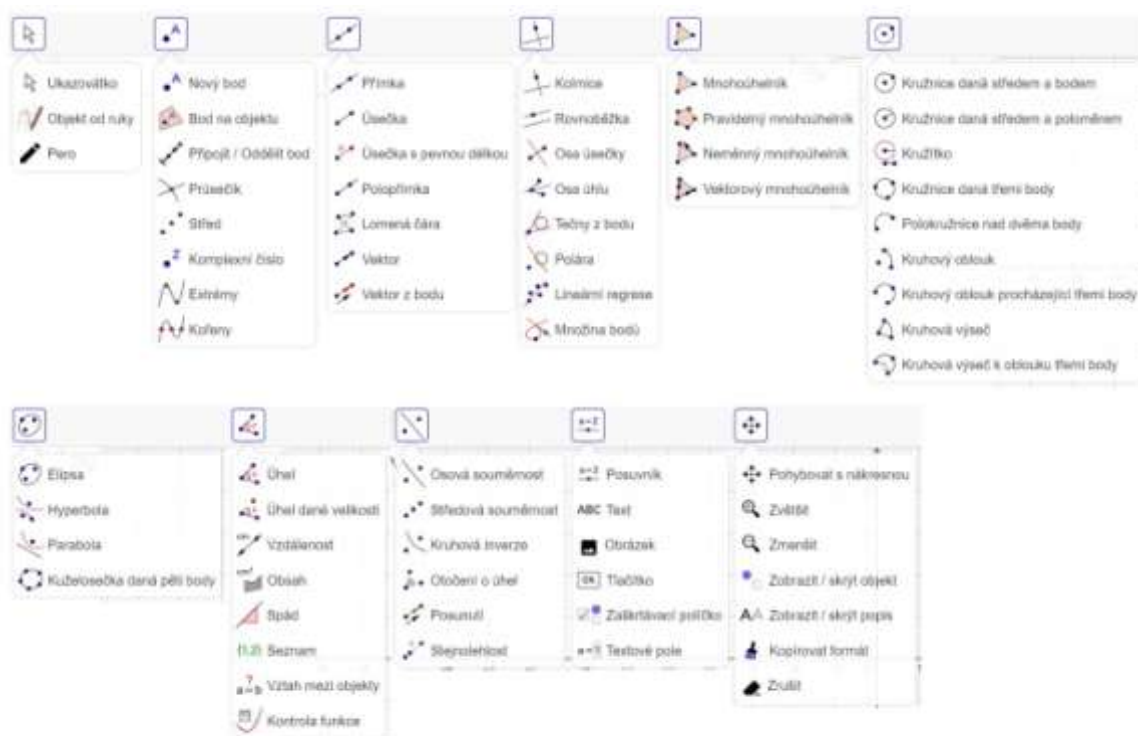 Ukazovátko
Objekt od ruky
Pero
Nový bod
Bod na objektu
Připojit / Oddělit bod
Průsečík
Střed
Komplexní číslo
Extrémy
Kořeny
Přímka
Úsečka
Úsečka s pevnou délkou
Polopřímka
Lomená čára
Vektor
Vektor z bodu
Kolmice
Rovnoběžka
Osa úsečky
Osa úhlu
Tečny z bodu
Polára
Lineární regrese
Množina bodů
Mnohoúhelník
Pravidelný mnohoúhelník
Neměnný mnohoúhelník
Vektorový mnohoúhelník
Kružnice daná středem a bodem
Kružnice daná středem a poloměrem
Kružítko
Kružnice daná třemi body
Polokružnice nad dvěma body
Kruhový oblouk
Kruhový oblouk procházející třemi body
Kruhová výseč
Kruhová výseč k oblouku třemi body
Elipsa
Hyperbola
Parabola
Kuželosečka daná pěti body
Úhel
Úhel dané velikosti
Vzdálenost
Obsah
Spád
{1,2} Seznam
a=b Vztah mezi objekty
Kontrola funkce
Osová souměrnost
Středová souměrnost
Kruhová inverze
Otočení o úhel
Posunutí
Stejnolehlost
a=2
a=2 Posuvník
ABC Text
Obrázek
OK Tlačítko
Zaškrtávací políčko
a=1 Textové pole
Pohybovat s nákresnou
Zvětšit
Zmenšit
Zobrazit / skrýt objekt
AA Zobrazit / skrýt popis
Kopírovat formát
Zrušit